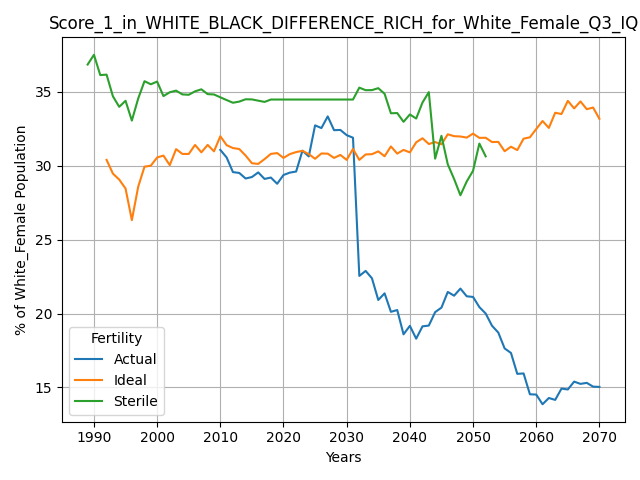 Score_1_in_WHITE_BLACK_DIFFERENCE_RICH_for_White_Female_Q3_IQ
% of White_Female Population
35
30
25
20
15
Fertility
Actual
Ideal
Sterile
1990 2000 2010 2020 2030 2040 2050 2060 2070
Years